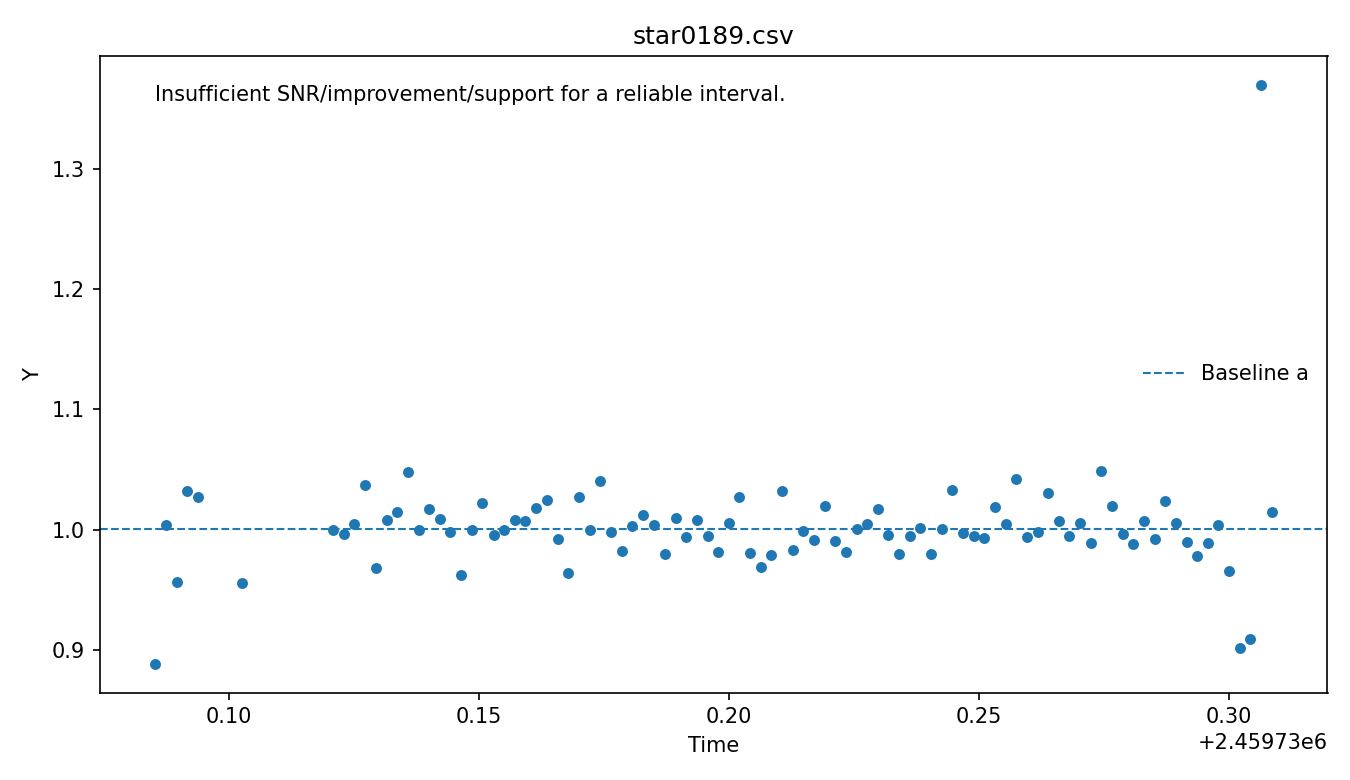 star0189.csv
Insufficient SNR/improvement/support for a reliable interval.
1.3
1.2
1.1
1.0
0.9
Y
Baseline a
0.10
0.15
0.20
0.25
0.30
Time
+2.45973e6